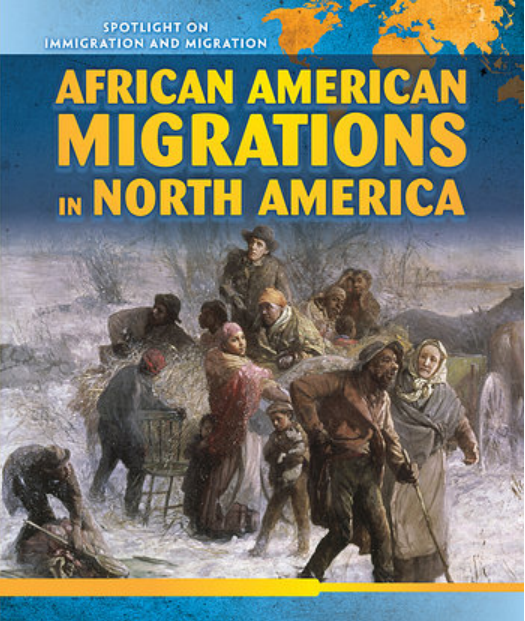 SPOTLIGHT ON
IMMIGRATION AND MIGRATION
AFRICAN AMERICAN
MIGRATIONS
IN NORTH AMERICA